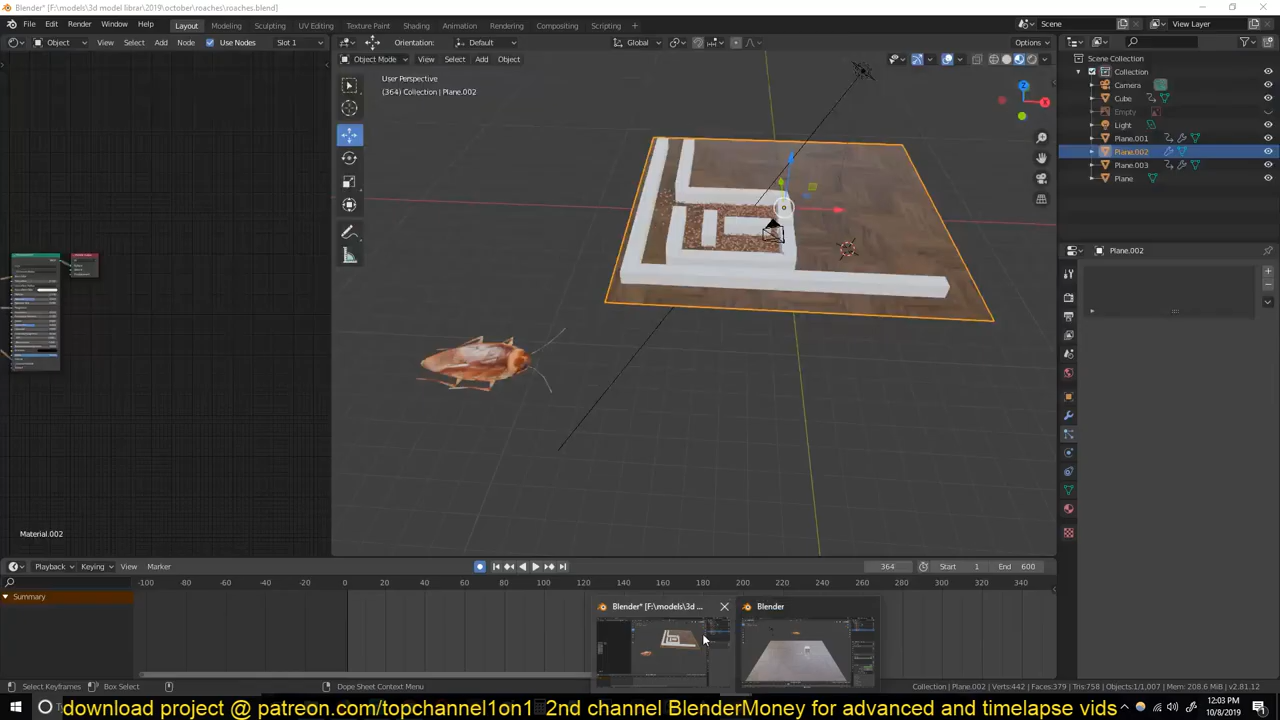 Blender* [F:\models\3d model librar\2019\october\roaches/roaches.blend]
File Edit Render Window Help Layout Modeling Sculpting UV Editing Texture Paint Shading Animation Rendering Compositing Scripting Scene View Layer
Object View Select Add Node Use Nodes Slot 1 Orientation: Default Global Options
Object Mode View Select Add Object
User Perspective
(364) Collection | Plane.002
Scene Collection
Collection
Camera
Cube
Empty
Light
Plane.001
Plane.002
Plane.003
Plane
Plane.002
Z
X
Material.002
Playback Keying View Marker 364 Start 1 End 600
-100 -80 -60 -40 -20 0 20 40 60 80 100 120 140 160 180 200 220 240 260 280 300 320 340
Summary
Blender* [F:\models\3d ... Blender
Select Keyframes Box Select Dope Sheet Context Menu Collection | Plane.002 | Verts:442 | Faces:379 | Tris:758 | Objects:1/1,007 | Mem: 208.6 MiB | v2.81.12
12:03 PM
10/8/2019
download project @ patreon.com/topchannel1on1 2nd channel BlenderMoney for advanced and timelapse vids